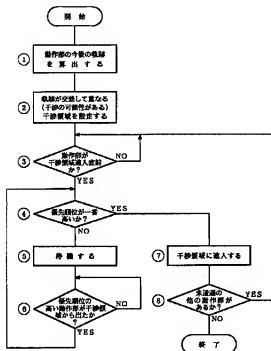 開始
① 動作部の今後の軌跡
を算出する
② 軌跡が交差して重なる
(干渉の可能性がある)
干渉領域を設定する
③ 動作部が
干渉領域進入直前
か?
NO
YES
④ 優先順位が一番
高いか?
YES
NO
⑤ 待機する
⑦ 干渉領域に進入する
⑥ 優先順位の
高い動作部が干渉領
域から出たか?
NO
YES
⑧ 未通過の
他の動作部が
あるか?
YES
NO
終了